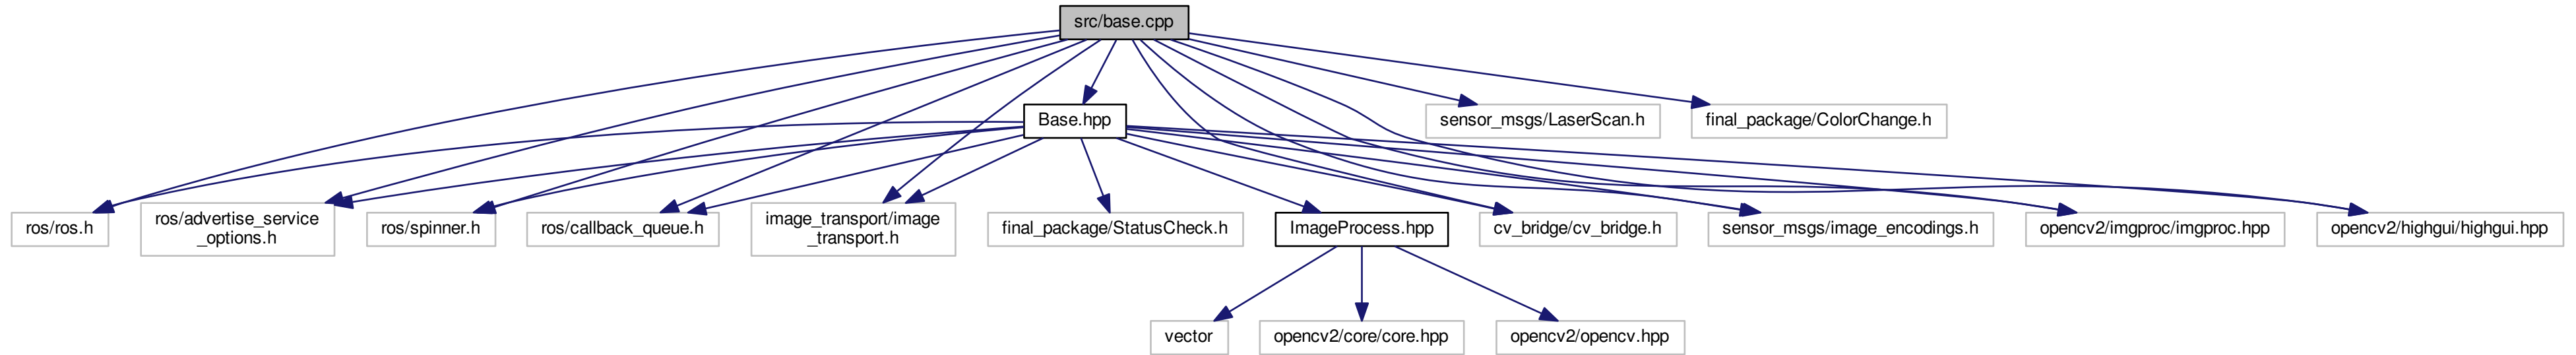 src/base.cpp
Base.hpp
sensor_msgs/LaserScan.h
final_package/ColorChange.h
ros/ros.h
ros/advertise_service
_options.h
ros/spinner.h
ros/callback_queue.h
image_transport/image
_transport.h
final_package/StatusCheck.h
ImageProcess.hpp
cv_bridge/cv_bridge.h
sensor_msgs/image_encodings.h
opencv2/imgproc/imgproc.hpp
opencv2/highgui/highgui.hpp
vector
opencv2/core/core.hpp
opencv2/opencv.hpp